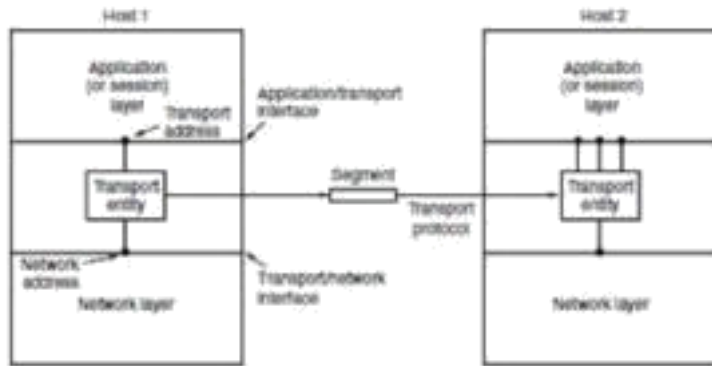 Host 1
Host 2
Application
(or session)
layer
Transport
address
Application/transport
interface
Application
(or session)
layer
Transport
entity
Segment
Transport
protocol
Transport
entity
Network
address
Network layer
Transport/network
interface
Network layer